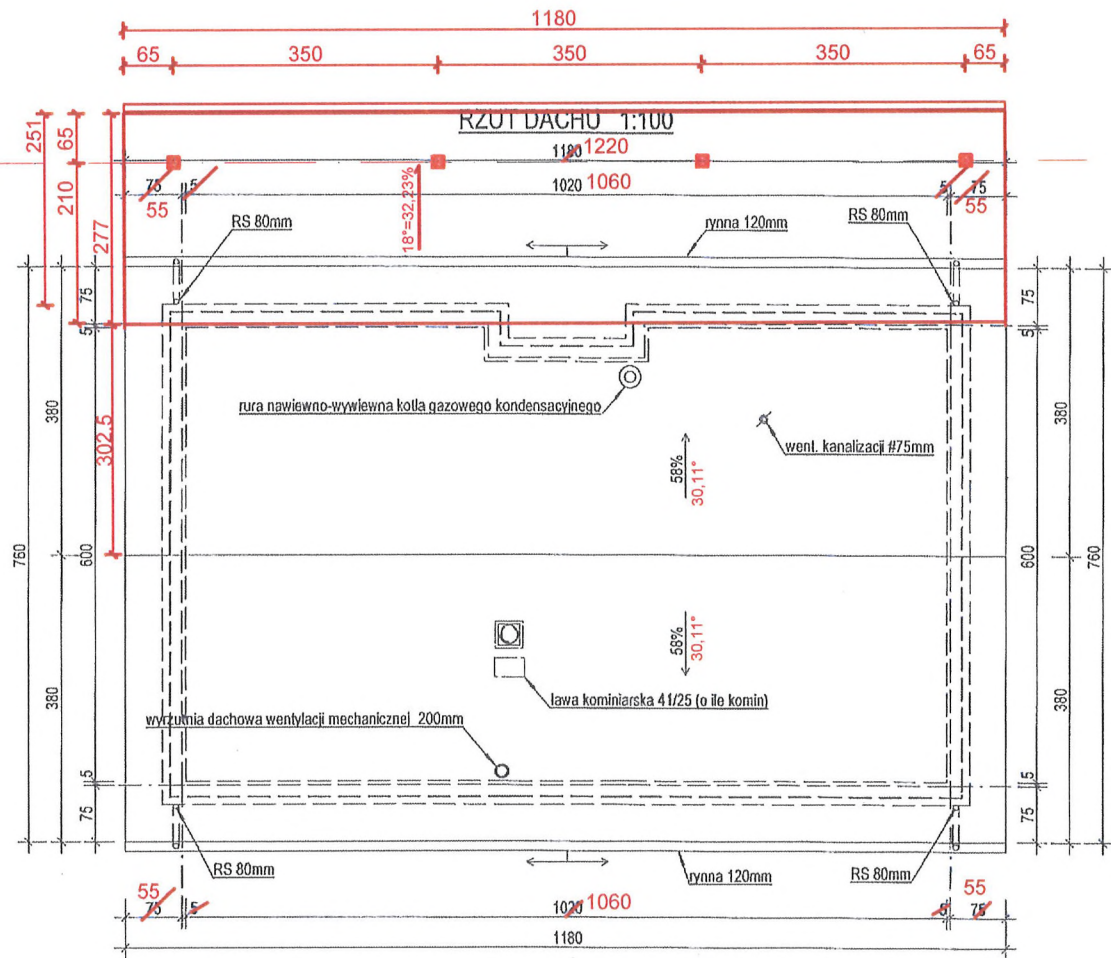 1180
65 350 350 350 65
RZUT DACHU 1:100
251 65
1180 1220
210 277
75 5 1020 1060 5 75
55 55
18°=32,23%
RS 80mm rynna 120mm RS 80mm
75 75
5 5
rura nawiewno-wywiewna kotła gazowego kondensacyjnego
380 302.5 380
went. kanalizacji #75mm
58%
30,11°
760 600 600 760
58%
30,11°
380 380
ława kominiarska 41/25 (o ile komin)
wyrzutnia dachowa wentylacji mechanicznej 200mm
5 5
75 75
RS 80mm rynna 120mm RS 80mm
55 55
75 5 1020 1060 5 75
1180